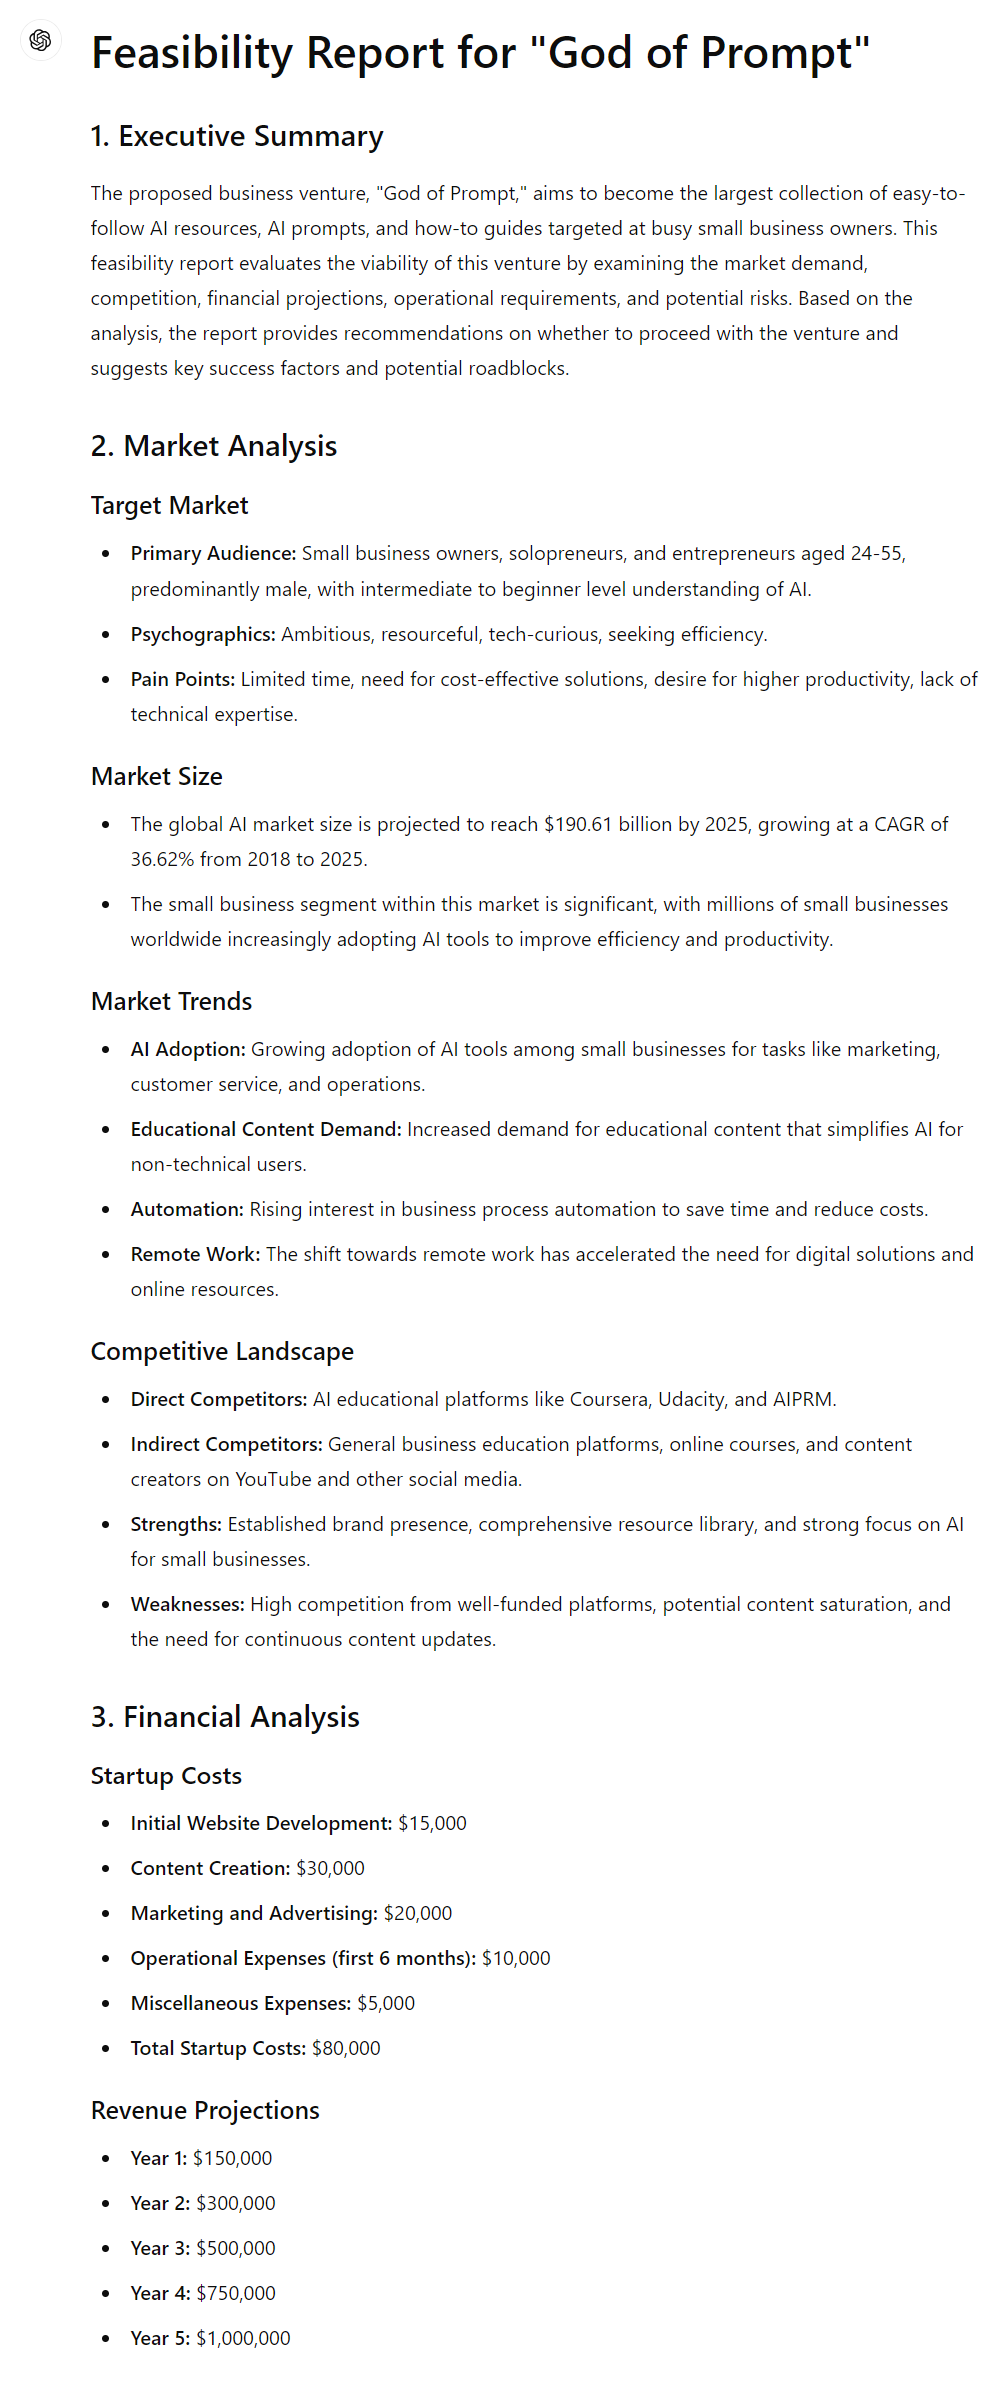 Feasibility Report for "God of Prompt"
1. Executive Summary
The proposed business venture, "God of Prompt," aims to become the largest collection of easy-to-
follow AI resources, AI prompts, and how-to guides targeted at busy small business owners. This
feasibility report evaluates the viability of this venture by examining the market demand,
competition, financial projections, operational requirements, and potential risks. Based on the
analysis, the report provides recommendations on whether to proceed with the venture and
suggests key success factors and potential roadblocks.
2. Market Analysis
Target Market
• Primary Audience: Small business owners, solopreneurs, and entrepreneurs aged 24-55,
predominantly male, with intermediate to beginner level understanding of AI.
• Psychographics: Ambitious, resourceful, tech-curious, seeking efficiency.
• Pain Points: Limited time, need for cost-effective solutions, desire for higher productivity, lack of
technical expertise.
Market Size
• The global AI market size is projected to reach $190.61 billion by 2025, growing at a CAGR of
36.62% from 2018 to 2025.
• The small business segment within this market is significant, with millions of small businesses
worldwide increasingly adopting AI tools to improve efficiency and productivity.
Market Trends
• AI Adoption: Growing adoption of AI tools among small businesses for tasks like marketing,
customer service, and operations.
• Educational Content Demand: Increased demand for educational content that simplifies AI for
non-technical users.
• Automation: Rising interest in business process automation to save time and reduce costs.
• Remote Work: The shift towards remote work has accelerated the need for digital solutions and
online resources.
Competitive Landscape
• Direct Competitors: AI educational platforms like Coursera, Udacity, and AIPRM.
• Indirect Competitors: General business education platforms, online courses, and content
creators on YouTube and other social media.
• Strengths: Established brand presence, comprehensive resource library, and strong focus on AI
for small businesses.
• Weaknesses: High competition from well-funded platforms, potential content saturation, and
the need for continuous content updates.
3. Financial Analysis
Startup Costs
• Initial Website Development: $15,000
• Content Creation: $30,000
• Marketing and Advertising: $20,000
• Operational Expenses (first 6 months): $10,000
• Miscellaneous Expenses: $5,000
• Total Startup Costs: $80,000
Revenue Projections
• Year 1: $150,000
• Year 2: $300,000
• Year 3: $500,000
• Year 4: $750,000
• Year 5: $1,000,000